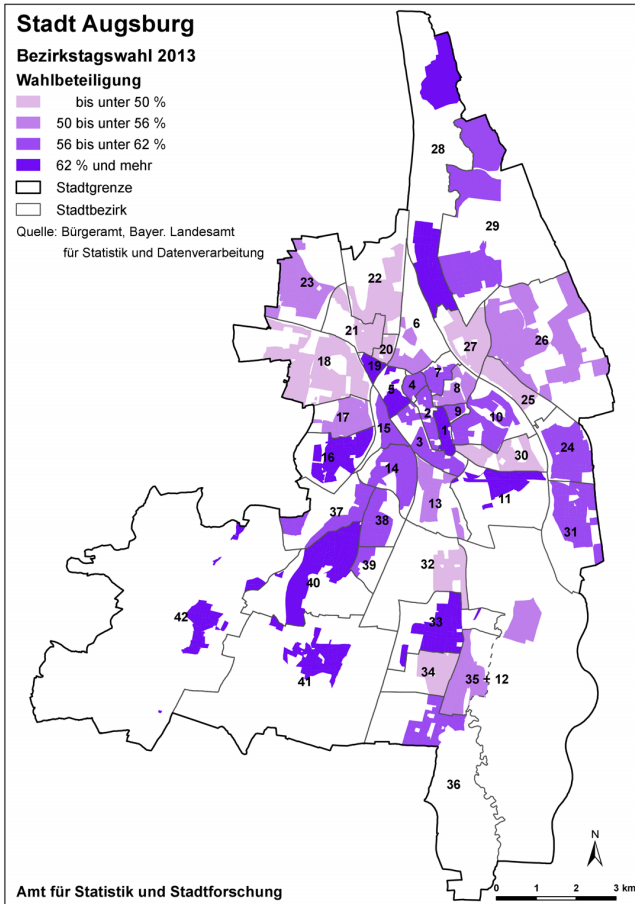 Stadt Augsburg
Bezirkstagswahl 2013
Wahlbeteiligung
bis unter 50 %
50 bis unter 56 %
56 bis unter 62 %
62 % und mehr
Stadtgrenze
Stadtbezirk
Quelle: Bürgeramt, Bayer. Landesamt
für Statistik und Datenverarbeitung
28
29
22
23
6
21
26
27
20
18
19
7
5
4
8
25
17
2
9
10
15
1
3
24
16
30
14
11
13
37
38
31
32
39
40
42
33
34
41
35 + 12
36
N
Amt für Statistik und Stadtforschung
0 1 2 3 km